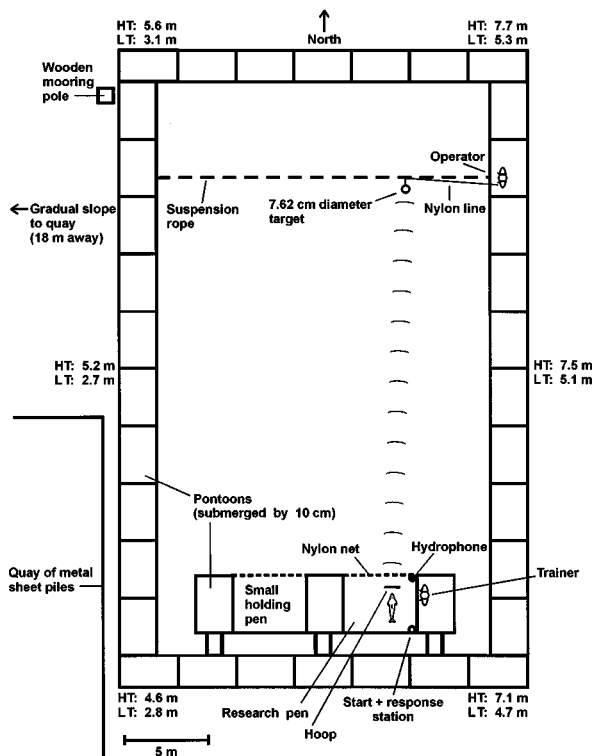 HT: 5.6 m
LT: 3.1 m
North
HT: 7.7 m
LT: 5.3 m
Wooden
mooring
pole
Operator
Gradual slope
to quay
(18 m away)
Suspension
rope
7.62 cm diameter
target
Nylon line
HT: 5.2 m
LT: 2.7 m
HT: 7.5 m
LT: 5.1 m
Pontoons
(submerged by 10 cm)
Nylon net
Hydrophone
Quay of metal
sheet piles
Small
holding
pen
Trainer
HT: 4.6 m
LT: 2.8 m
Research pen
Hoop
Start + response
station
HT: 7.1 m
LT: 4.7 m
5 m